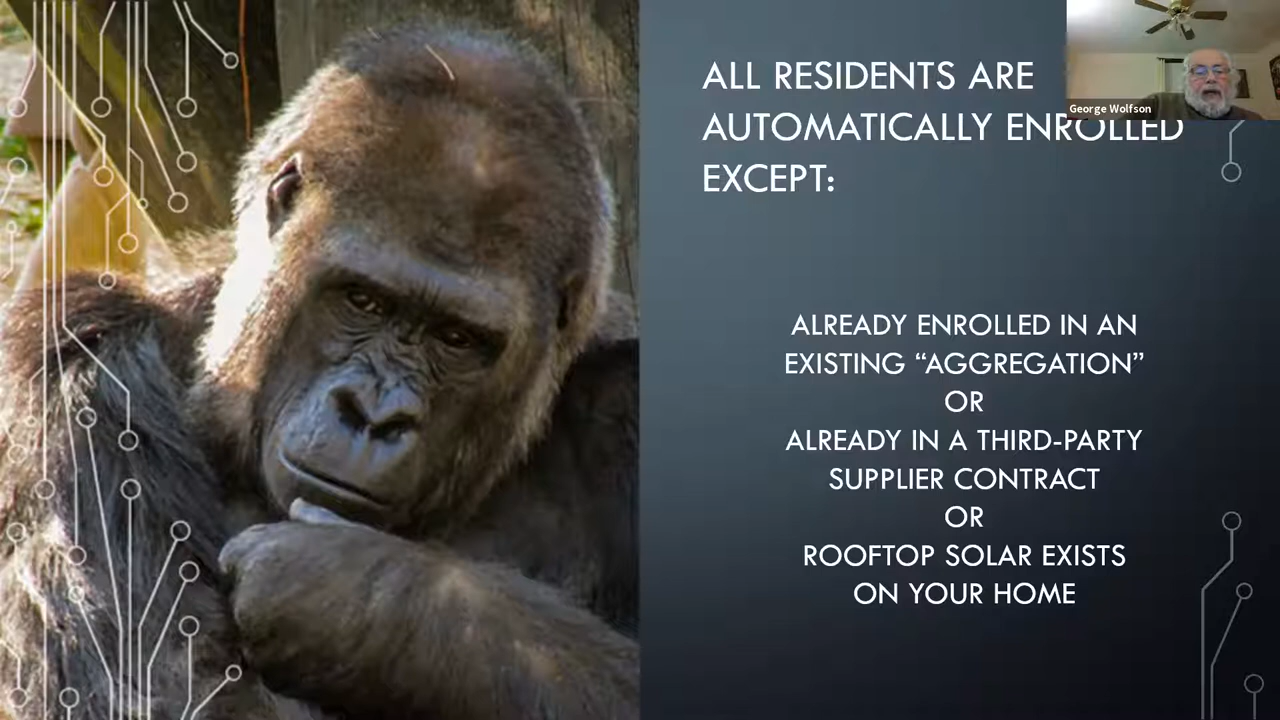 ALL RESIDENTS ARE
AUTOMATICALLY ENROLLED
EXCEPT:
George Wolfson
ALREADY ENROLLED IN AN
EXISTING “AGGREGATION”
OR
ALREADY IN A THIRD-PARTY
SUPPLIER CONTRACT
OR
ROOFTOP SOLAR EXISTS
ON YOUR HOME